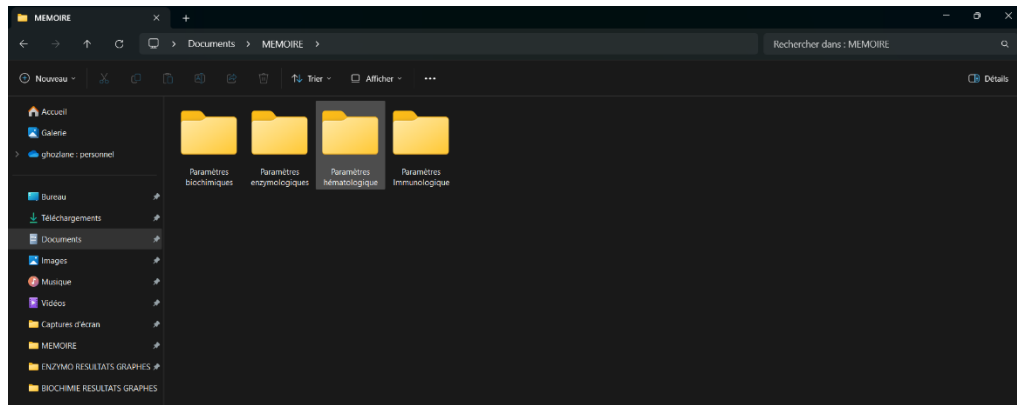 MEMOIRE
Documents > MEMOIRE >
Rechercher dans : MEMOIRE
Nouveau
Trier
Afficher
Détails
Accueil
Galerie
ghozlane : personnel
Bureau
Téléchargements
Documents
Images
Musique
Vidéos
Captures d'écran
MEMOIRE
ENZYMO RESULTATS GRAPHES
BIOCHIMIE RESULTATS GRAPHES
Paramètres
biochimiques
Paramètres
enzymologiques
Paramètres
hématologique
Paramètres
Immunologique